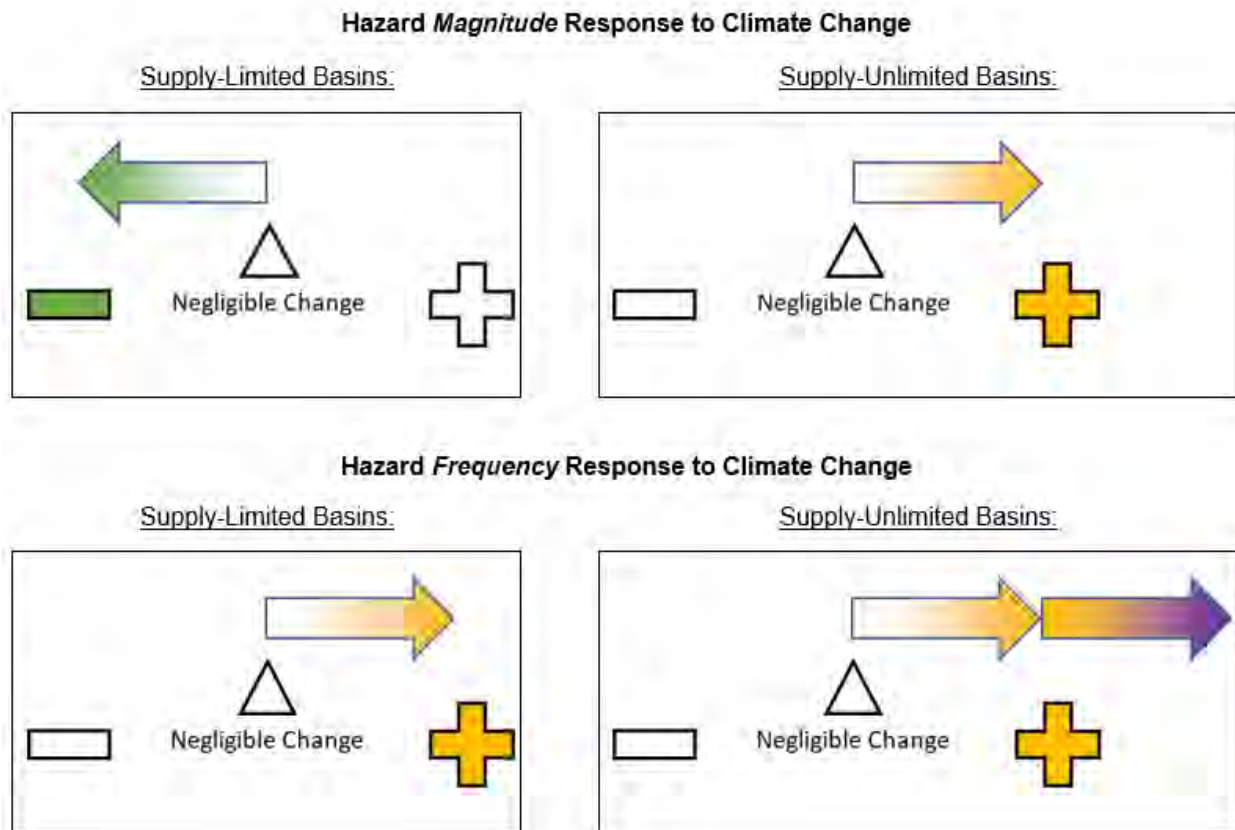 Hazard Magnitude Response to Climate Change
Supply-Limited Basins:
Supply-Unlimited Basins:
Negligible Change
Negligible Change
Hazard Frequency Response to Climate Change
Supply-Limited Basins:
Supply-Unlimited Basins:
Negligible Change
Negligible Change